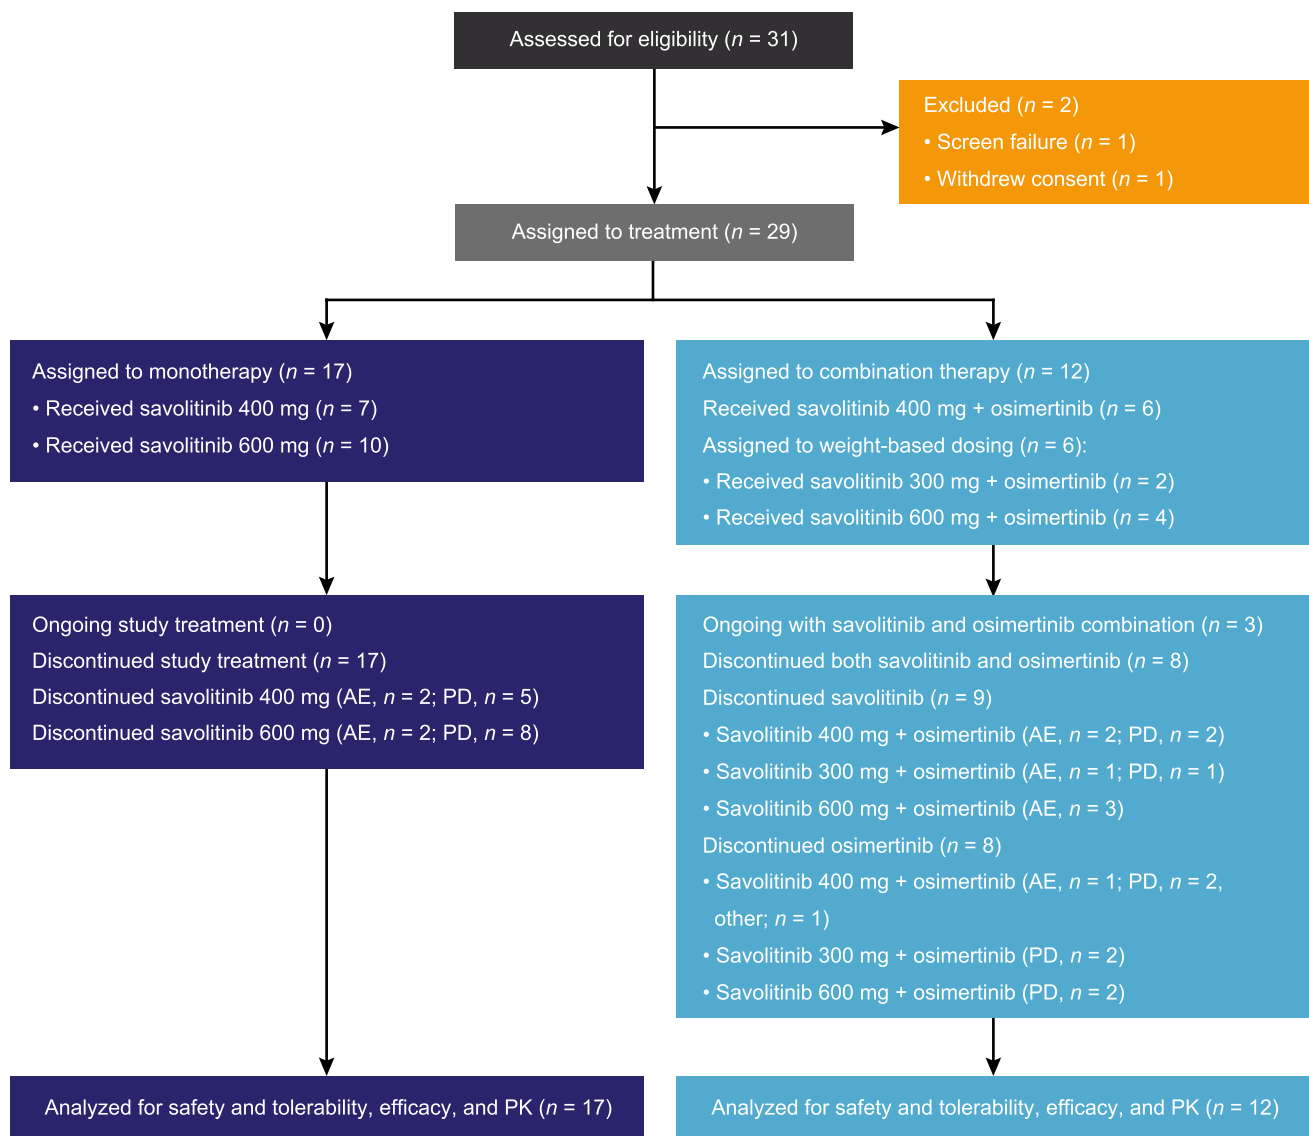 Assessed for eligibility (n = 31)
Excluded (n = 2)
• Screen failure (n = 1)
• Withdrew consent (n = 1)
Assigned to treatment (n = 29)
Assigned to monotherapy (n = 17)
• Received savolitinib 400 mg (n = 7)
• Received savolitinib 600 mg (n = 10)
Assigned to combination therapy (n = 12)
Received savolitinib 400 mg + osimertinib (n = 6)
Assigned to weight-based dosing (n = 6):
• Received savolitinib 300 mg + osimertinib (n = 2)
• Received savolitinib 600 mg + osimertinib (n = 4)
Ongoing study treatment (n = 0)
Discontinued study treatment (n = 17)
Discontinued savolitinib 400 mg (AE, n = 2; PD, n = 5)
Discontinued savolitinib 600 mg (AE, n = 2; PD, n = 8)
Ongoing with savolitinib and osimertinib combination (n = 3)
Discontinued both savolitinib and osimertinib (n = 8)
Discontinued savolitinib (n = 9)
• Savolitinib 400 mg + osimertinib (AE, n = 2; PD, n = 2)
• Savolitinib 300 mg + osimertinib (AE, n = 1; PD, n = 1)
• Savolitinib 600 mg + osimertinib (AE, n = 3)
Discontinued osimertinib (n = 8)
• Savolitinib 400 mg + osimertinib (AE, n = 1; PD, n = 2,
other; n = 1)
• Savolitinib 300 mg + osimertinib (PD, n = 2)
• Savolitinib 600 mg + osimertinib (PD, n = 2)
Analyzed for safety and tolerability, efficacy, and PK (n = 17)
Analyzed for safety and tolerability, efficacy, and PK (n = 12)